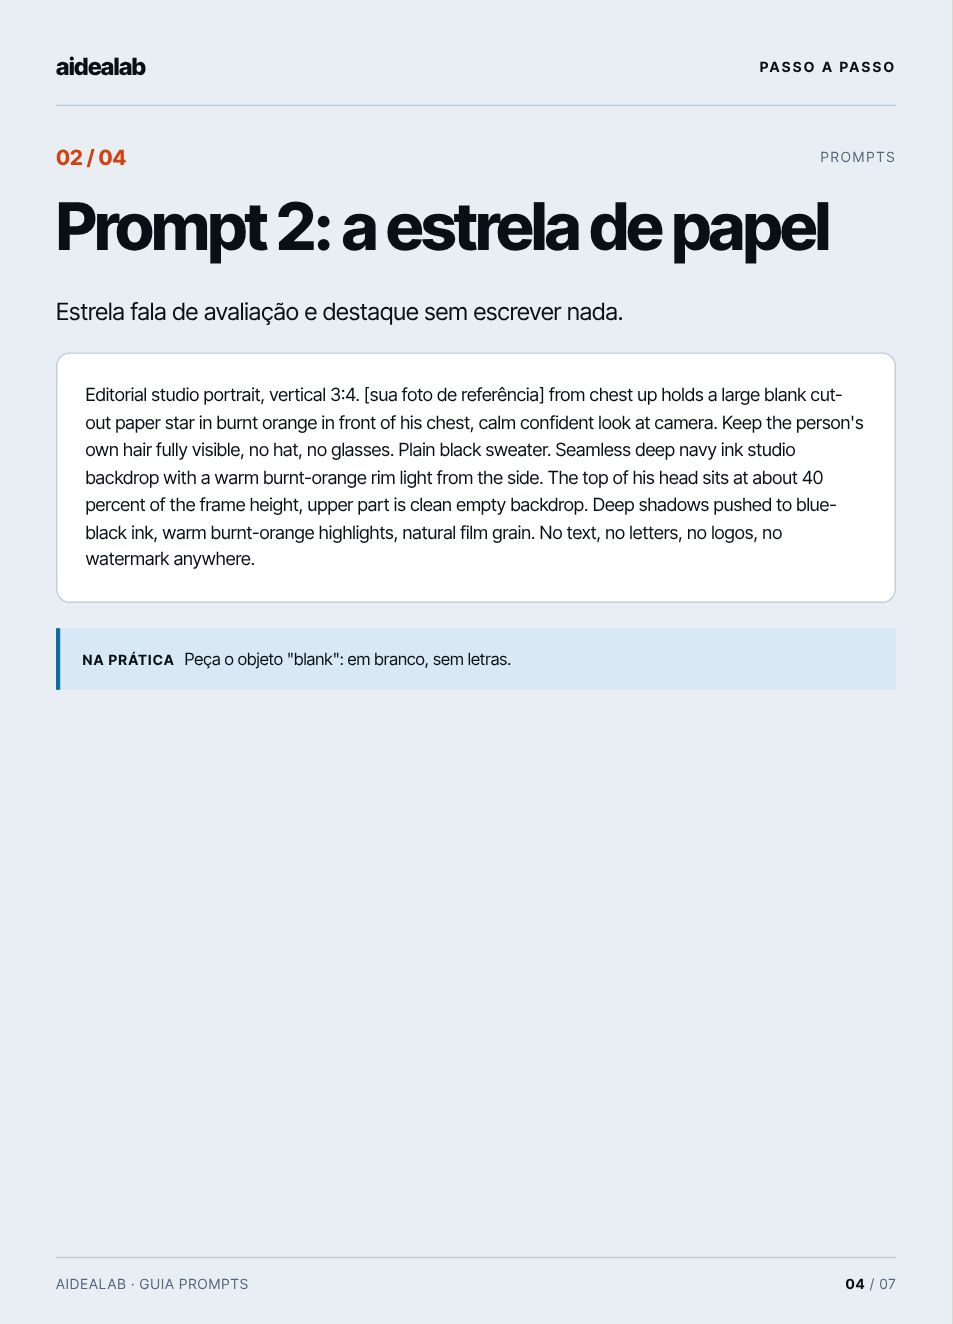 aidealab
PASSO A PASSO
02 / 04
PROMPTS
Prompt 2: a estrela de papel
Estrela fala de avaliação e destaque sem escrever nada.
Editorial studio portrait, vertical 3:4. [sua foto de referência] from chest up holds a large blank cut-
out paper star in burnt orange in front of his chest, calm confident look at camera. Keep the person's
own hair fully visible, no hat, no glasses. Plain black sweater. Seamless deep navy ink studio
backdrop with a warm burnt-orange rim light from the side. The top of his head sits at about 40
percent of the frame height, upper part is clean empty backdrop. Deep shadows pushed to blue-
black ink, warm burnt-orange highlights, natural film grain. No text, no letters, no logos, no
watermark anywhere.
NA PRÁTICA Peça o objeto "blank": em branco, sem letras.
AIDEALAB · GUIA PROMPTS
04 / 07